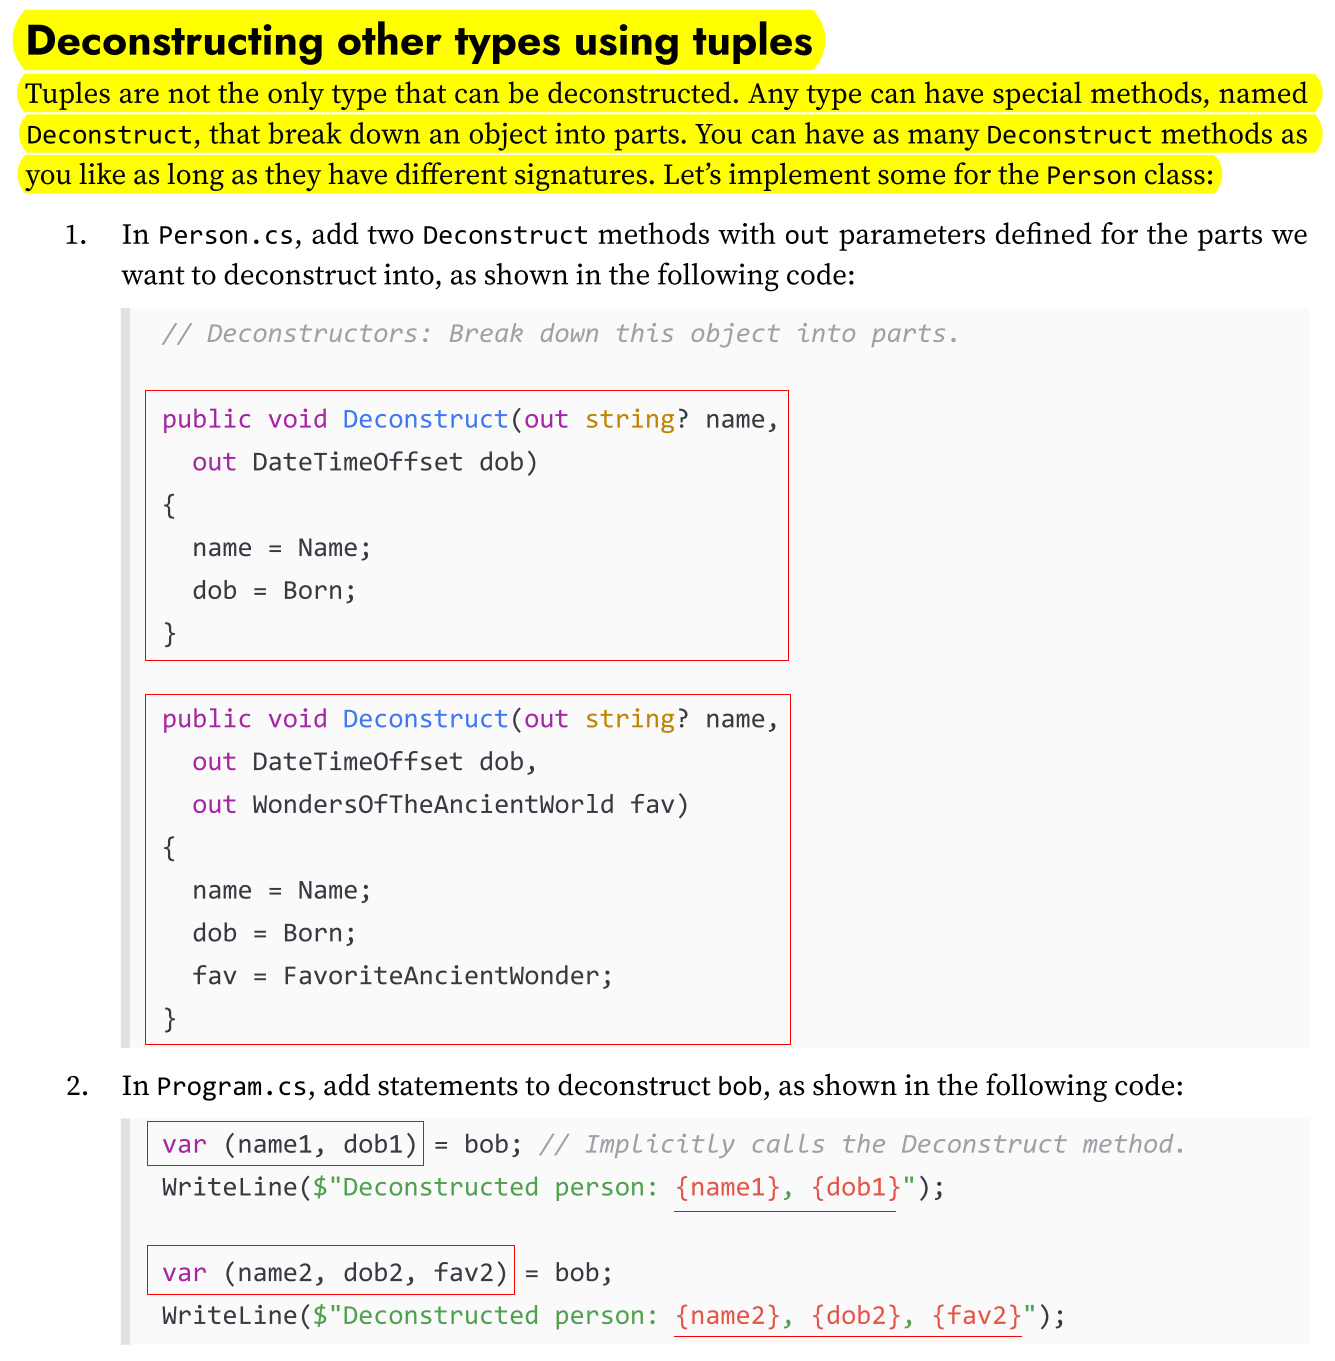 Deconstructing other types using tuples
Tuples are not the only type that can be deconstructed. Any type can have special methods, named
Deconstruct, that break down an object into parts. You can have as many Deconstruct methods as
you like as long as they have different signatures. Let’s implement some for the Person class:
1. In Person.cs, add two Deconstruct methods with out parameters defined for the parts we
want to deconstruct into, as shown in the following code:
// Deconstructors: Break down this object into parts.
public void Deconstruct(out string? name,
  out DateTimeOffset dob)
{
  name = Name;
  dob = Born;
}
public void Deconstruct(out string? name,
  out DateTimeOffset dob,
  out WondersOfTheAncientWorld fav)
{
  name = Name;
  dob = Born;
  fav = FavoriteAncientWonder;
}
2. In Program.cs, add statements to deconstruct bob, as shown in the following code:
var (name1, dob1) = bob; // Implicitly calls the Deconstruct method.
WriteLine($"Deconstructed person: {name1}, {dob1}");
var (name2, dob2, fav2) = bob;
WriteLine($"Deconstructed person: {name2}, {dob2}, {fav2}");